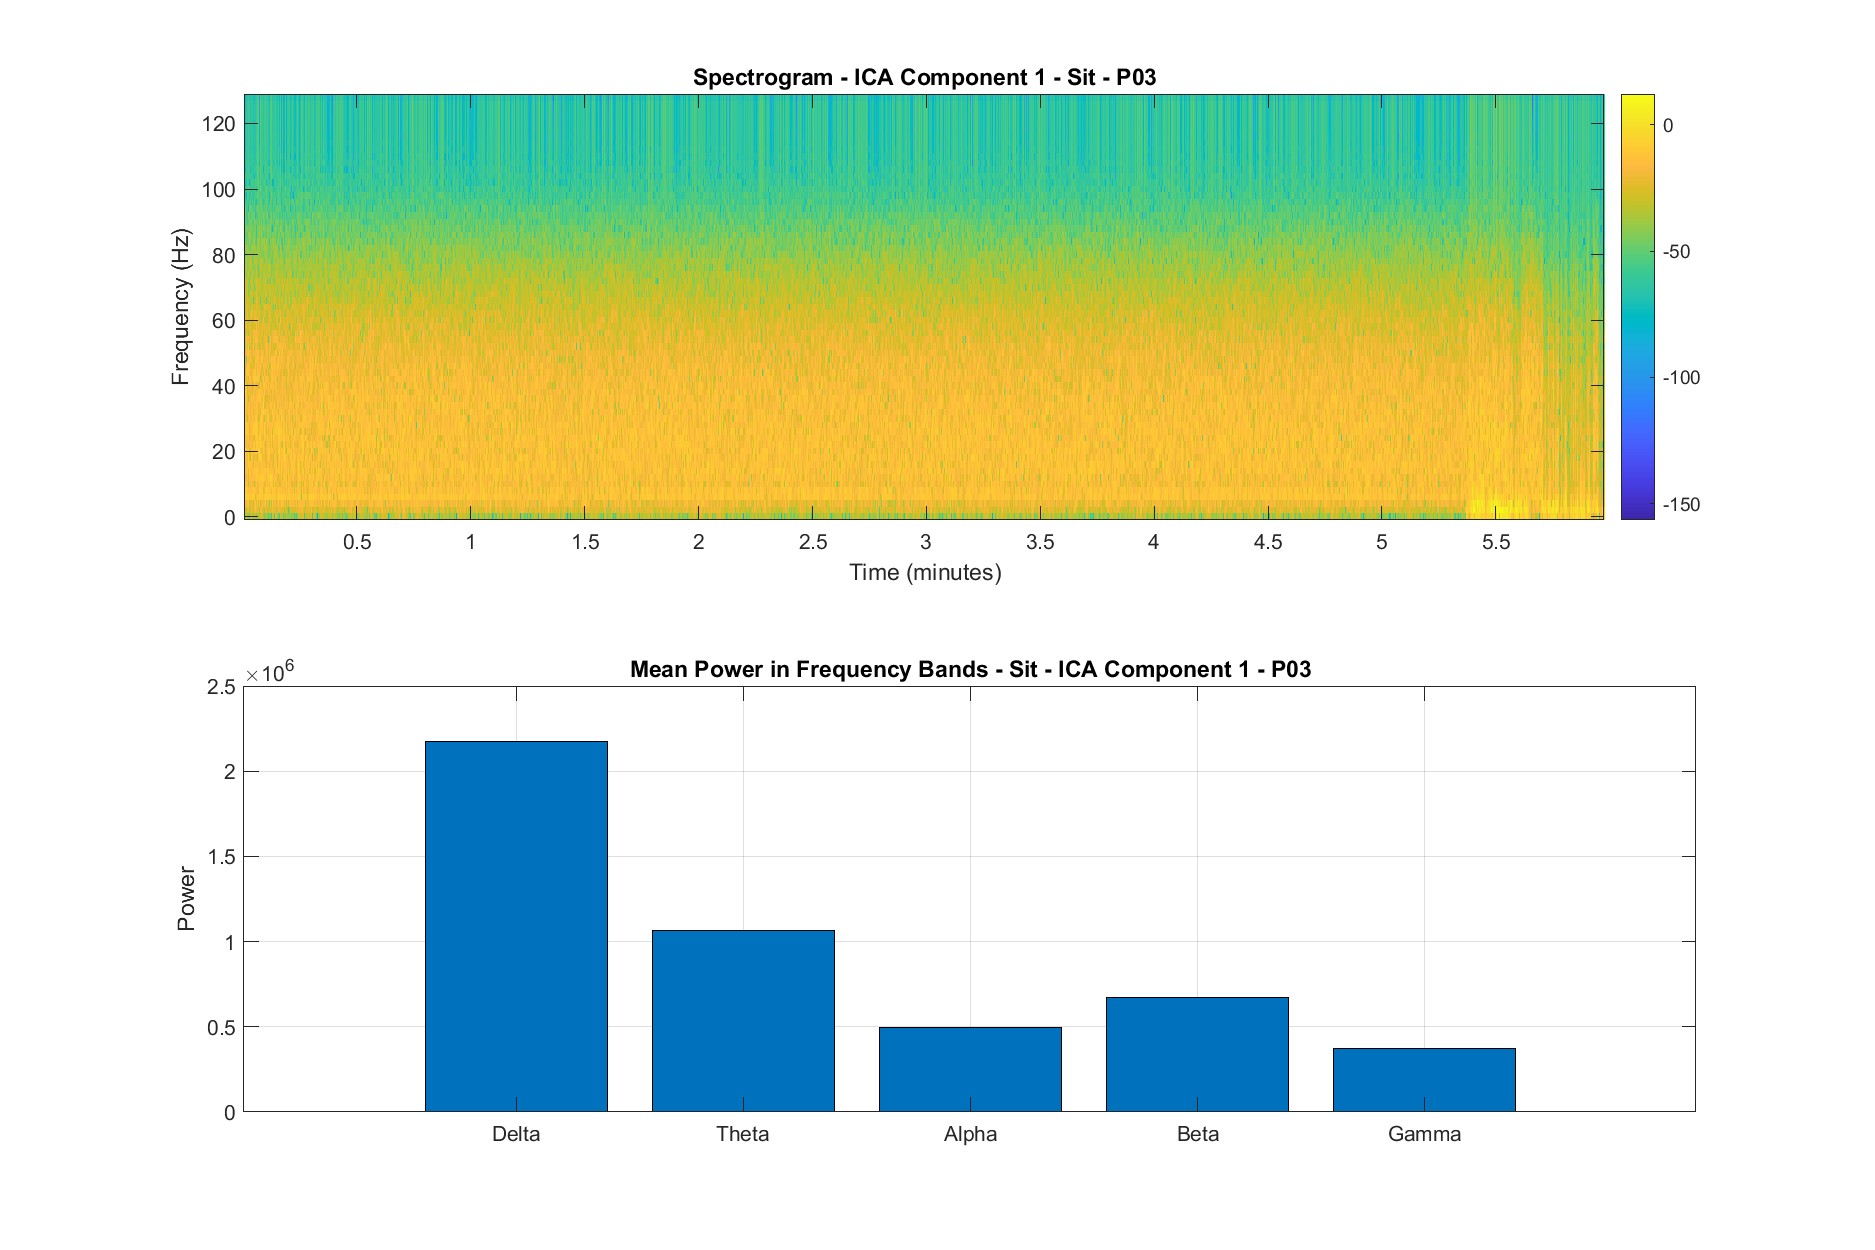 Spectrogram - ICA Component 1 - Sit - P03
120
100
80
60
40
20
0
Frequency (Hz)
0.5 1 1.5 2 2.5 3 3.5 4 4.5 5 5.5
Time (minutes)
0
-50
-100
-150
×10^6
Mean Power in Frequency Bands - Sit - ICA Component 1 - P03
2.5
2
1.5
1
0.5
0
Power
Delta Theta Alpha Beta Gamma